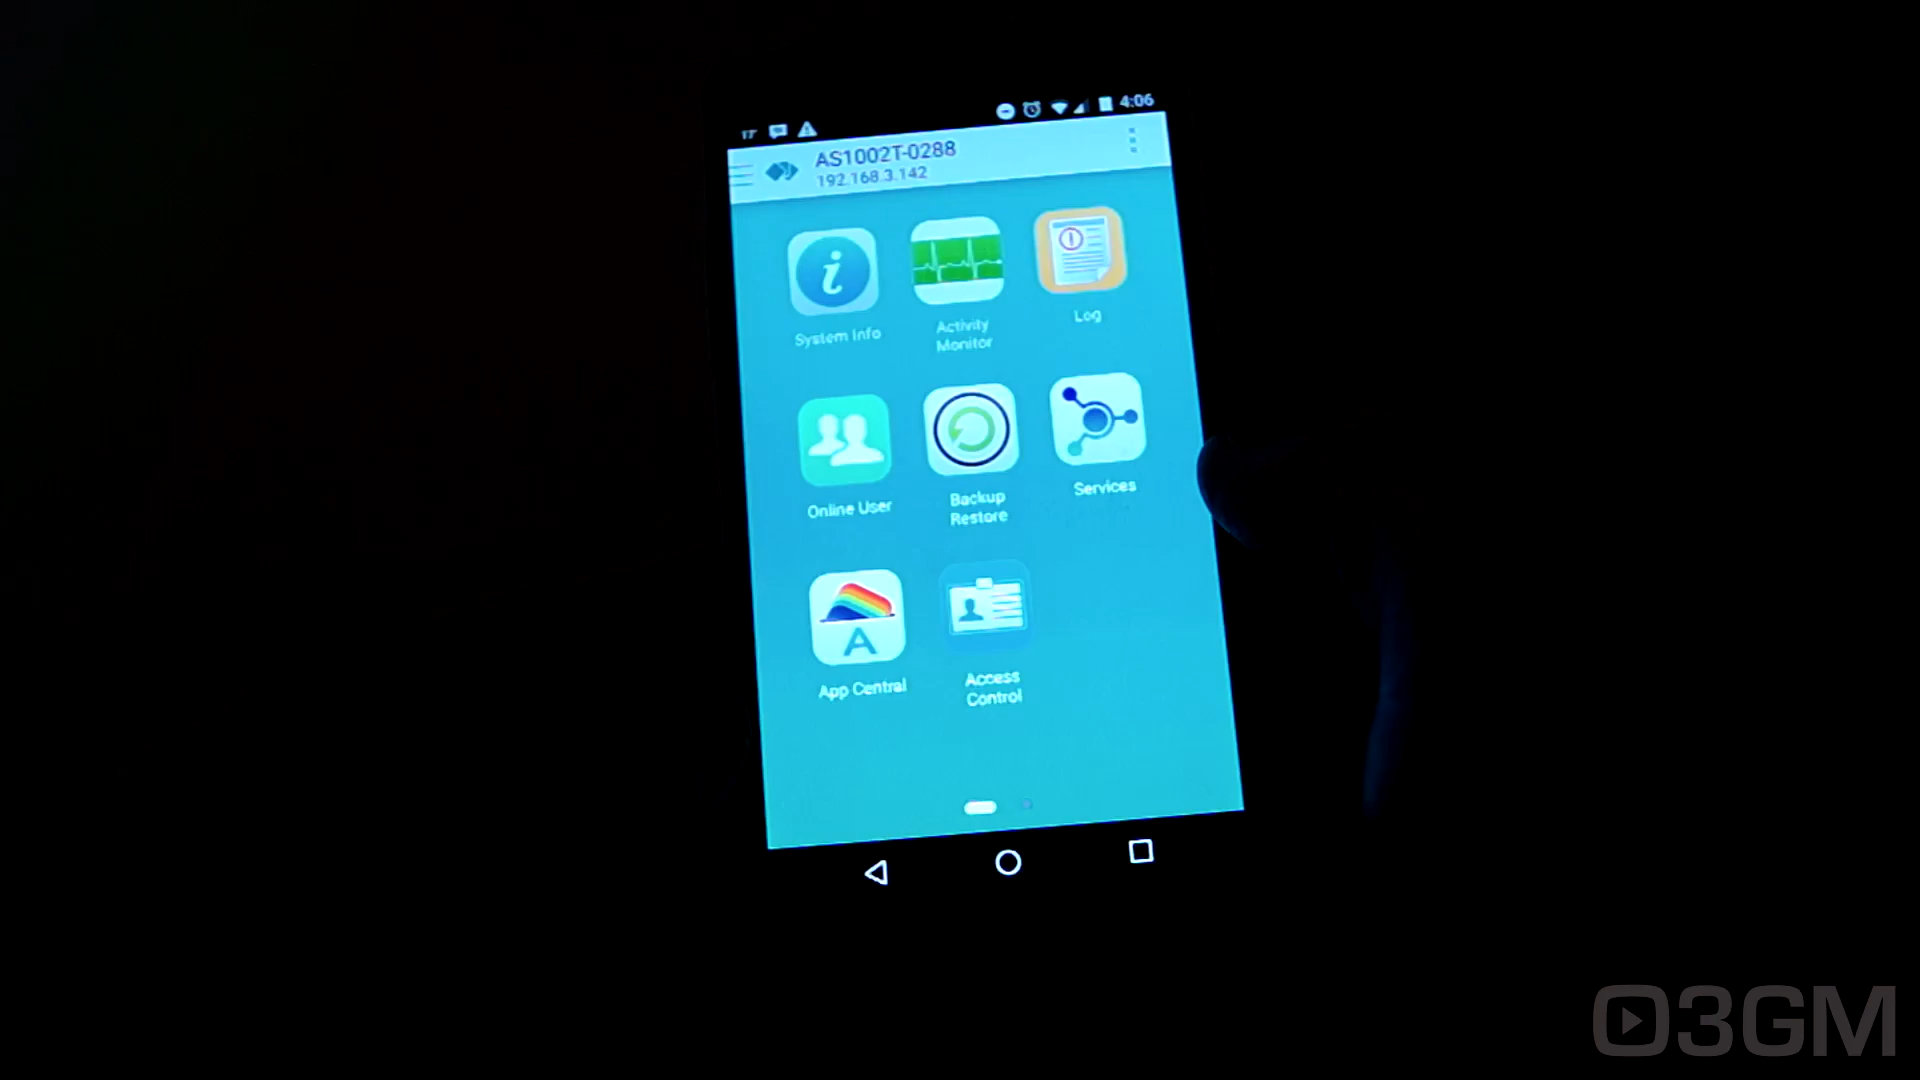 17°
4:06
AS1002T-0288
192.168.3.142
System Info
Activity
Monitor
Log
Online User
Backup
Restore
Services
App Central
Access
Control
O3GM